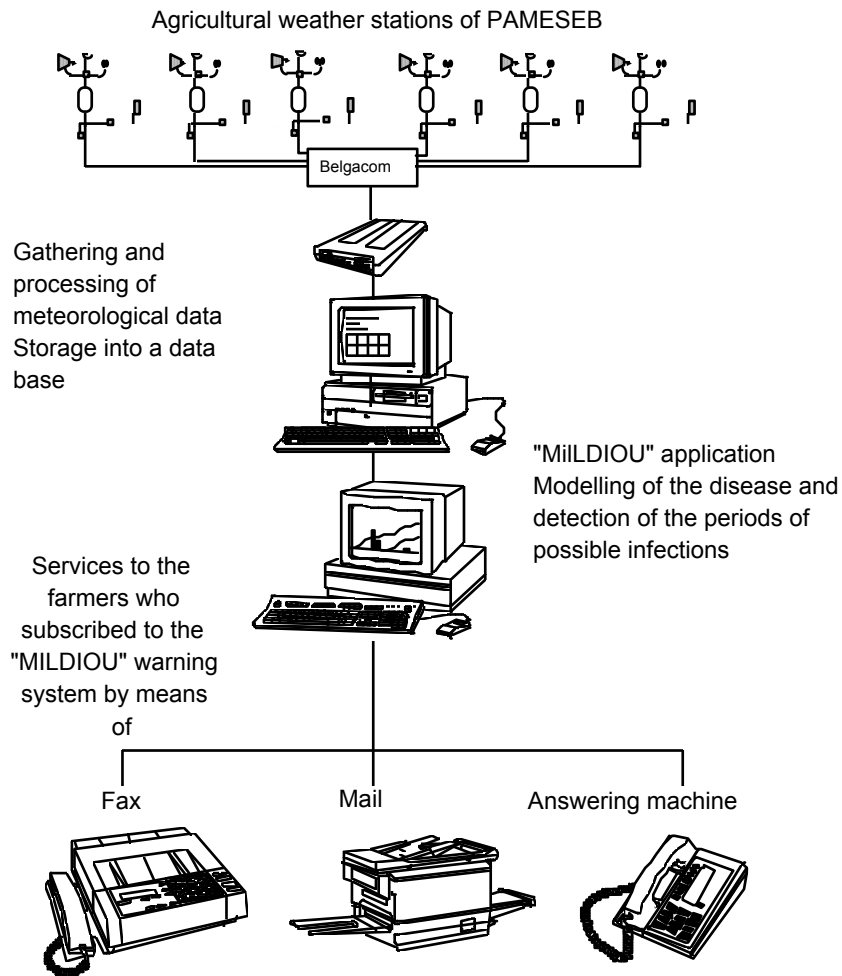 Agricultural weather stations of PAMESEB
Belgacom
Gathering and
processing of
meteorological data
Storage into a data
base
"MilLDIOU" application
Modelling of the disease and
detection of the periods of
possible infections
Services to the
farmers who
subscribed to the
"MILDIOU" warning
system by means
of
Fax
Mail
Answering machine